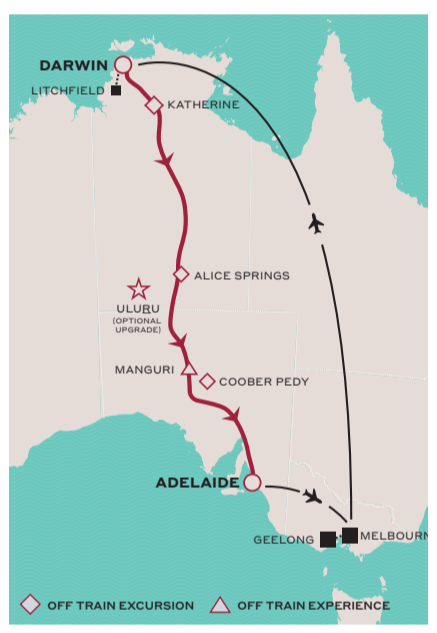 DARWIN
LITCHFIELD
KATHERINE
ALICE SPRINGS
ULURU
(OPTIONAL
UPGRADE)
MANGURI
COOBER PEDY
ADELAIDE
GEELONG
MELBOURN
OFF TRAIN EXCURSION
OFF TRAIN EXPERIENCE